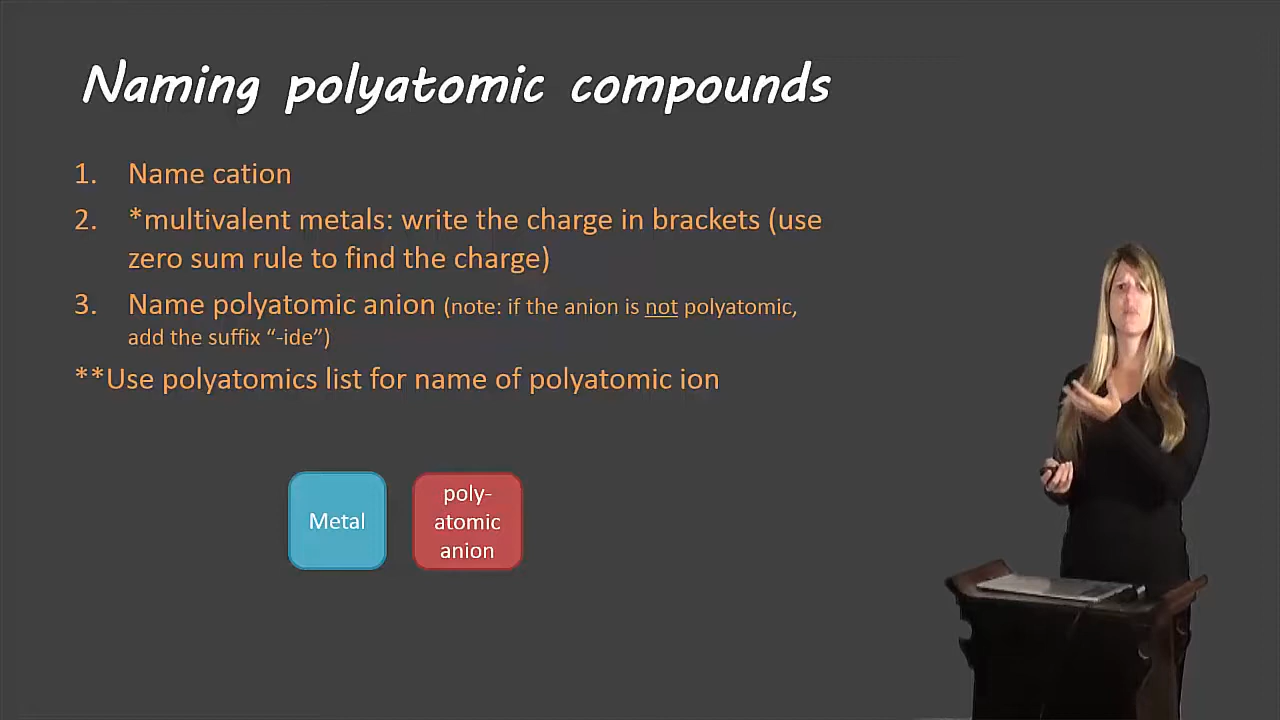 Naming polyatomic compounds
1. Name cation
2. *multivalent metals: write the charge in brackets (use
zero sum rule to find the charge)
3. Name polyatomic anion (note: if the anion is not polyatomic,
add the suffix “-ide”)
**Use polyatomics list for name of polyatomic ion
Metal
poly-
atomic
anion